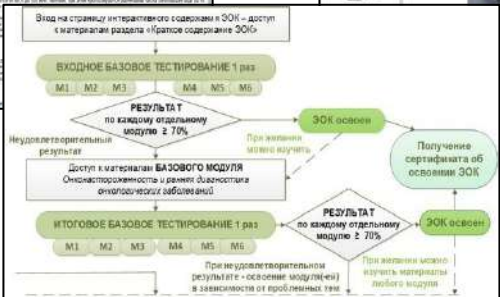 Вход на страницу интерактивного содержания ЭОК – доступ
к материалам раздела «Краткое содержание ЭОК»
ВХОДНОЕ БАЗОВОЕ ТЕСТИРОВАНИЕ 1 раз
М1 М2 М3 М4 М5 М6
РЕЗУЛЬТАТ
по каждому отдельному
модулю ≥ 70%
ЭОК освоен
Неудовлетворительный
результат
При желании
можно изучить
Доступ к материалам БАЗОВОГО МОДУЛЯ
Онконастороженность и ранняя диагностика
онкологических заболеваний
Получение
сертификата об
освоении ЭОК
ИТОГОВОЕ БАЗОВОЕ ТЕСТИРОВАНИЕ 1 раз
М1 М2 М3 М4 М5 М6
РЕЗУЛЬТАТ
по каждому отдельному
модулю ≥ 70%
ЭОК освоен
При неудовлетворительном
результате - освоение модуля(-ей)
в зависимости от проблемных тем
При желании можно
изучить материалы
любого модуля